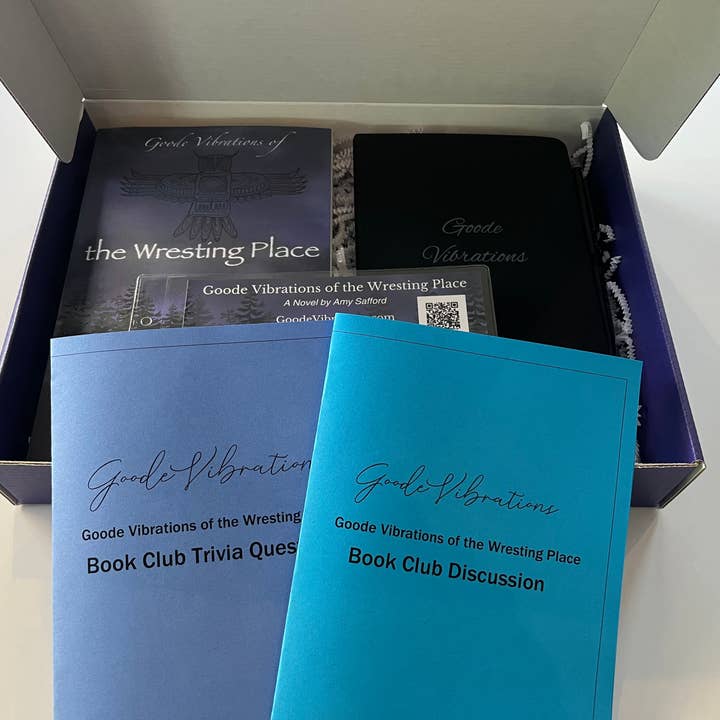 Goode Vibrations of
the Wresting Place
Goode
Vibrations
Goode Vibrations of the Wresting Place
A Novel by Amy Safford
Goode Vibrations
Goode Vibrations of the Wresting
Book Club Trivia
Goode Vibrations
Goode Vibrations of the Wresting Place
Book Club Discussion